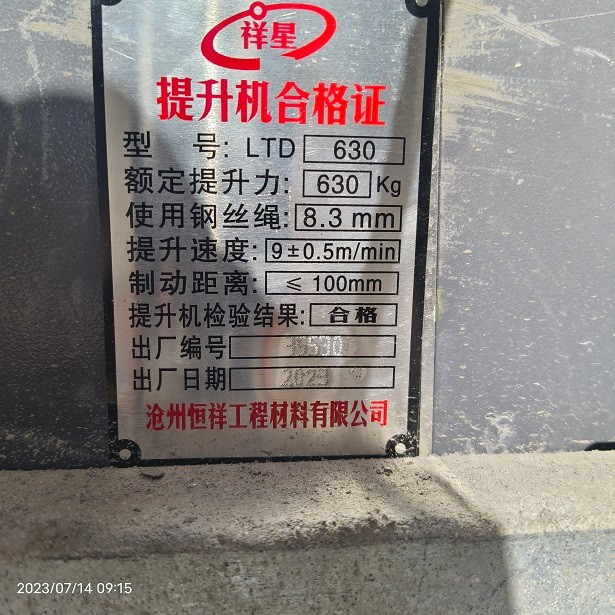 祥星
提升机合格证
型 号: LTD 630
额定提升力: 630 Kg
使用钢丝绳: 8.3 mm
提升速度: 9±0.5m/min
制动距离: ≤ 100mm
提升机检验结果: 合格
出厂编号
出厂日期 2023
沧州恒祥工程材料有限公司
2023/07/14 09:15